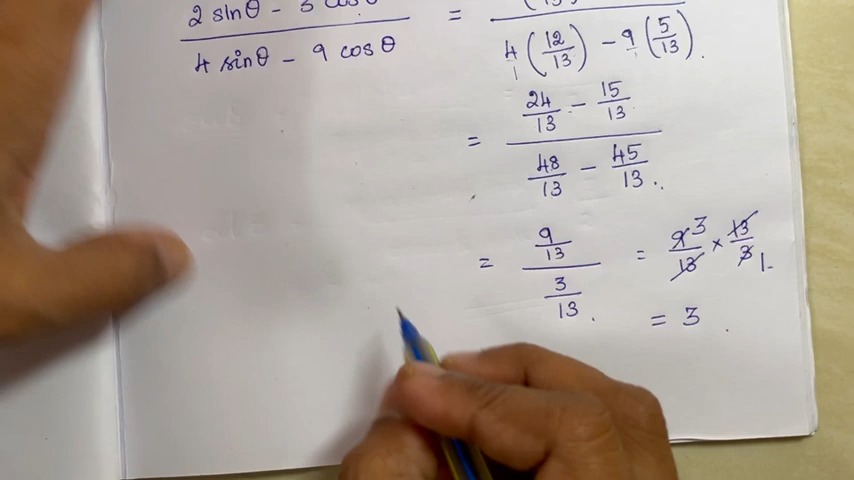 2 sinθ - 3 cosθ / 4 sinθ - 9 cosθ = / 4 (12/13) - 9 (5/13).
= 24/13 - 15/13 / 48/13 - 45/13.
= 9/13 / 3/13. = 9 3/13 × 13/3 1.
= 3.